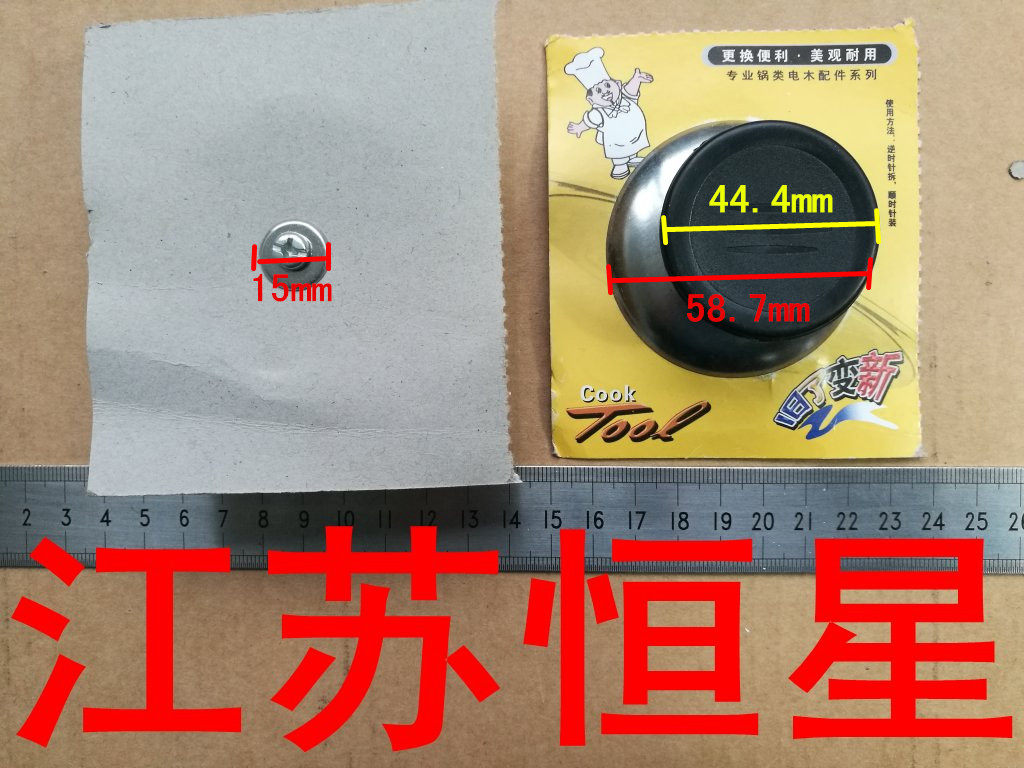 更换便利·美观耐用
专业锅类电木配件系列
使用方法：逆时针拆，顺时针装
44.4mm
15mm
58.7mm
Cook
Tool
旧了变新
2 3 4 5 6 7 8 9 10 11 12 13 14 15 16 17 18 19 20 21 22 23 24 25 26
江苏恒星